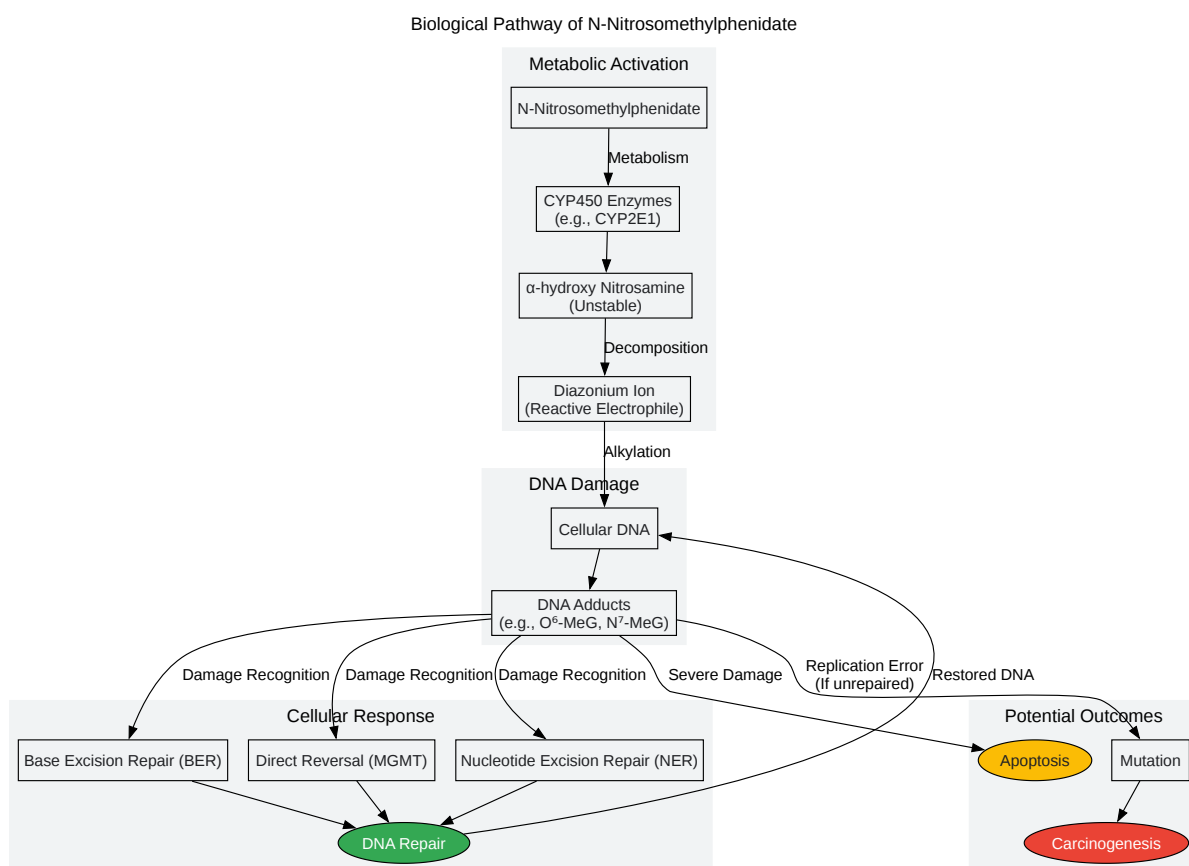 Biological Pathway of N-Nitrosomethylphenidate
Metabolic Activation
N-Nitrosomethylphenidate
Metabolism
CYP450 Enzymes
(e.g., CYP2E1)
α-hydroxy Nitrosamine
(Unstable)
Decomposition
Diazonium Ion
(Reactive Electrophile)
Alkylation
DNA Damage
Cellular DNA
DNA Adducts
(e.g., O⁶-MeG, N⁷-MeG)
Damage Recognition
Damage Recognition
Damage Recognition
Severe Damage
Replication Error
(If unrepaired)
Restored DNA
Cellular Response
Base Excision Repair (BER)
Direct Reversal (MGMT)
Nucleotide Excision Repair (NER)
DNA Repair
Potential Outcomes
Apoptosis
Mutation
Carcinogenesis